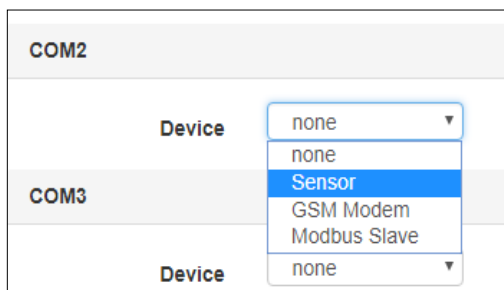 COM2
Device none
none
Sensor
COM3
GSM Modem
Modbus Slave
Device none